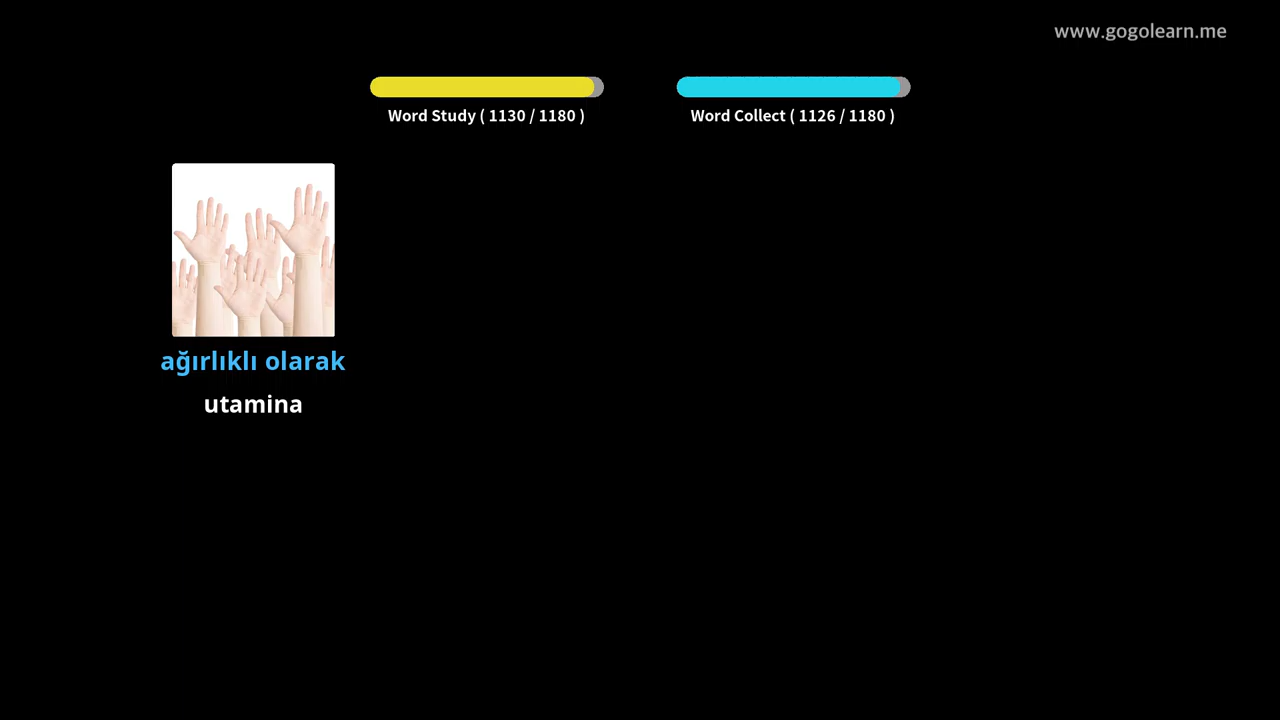 www.gogolearn.me
Word Study ( 1130 / 1180 )
Word Collect ( 1126 / 1180 )
ağırlıklı olarak
utamina